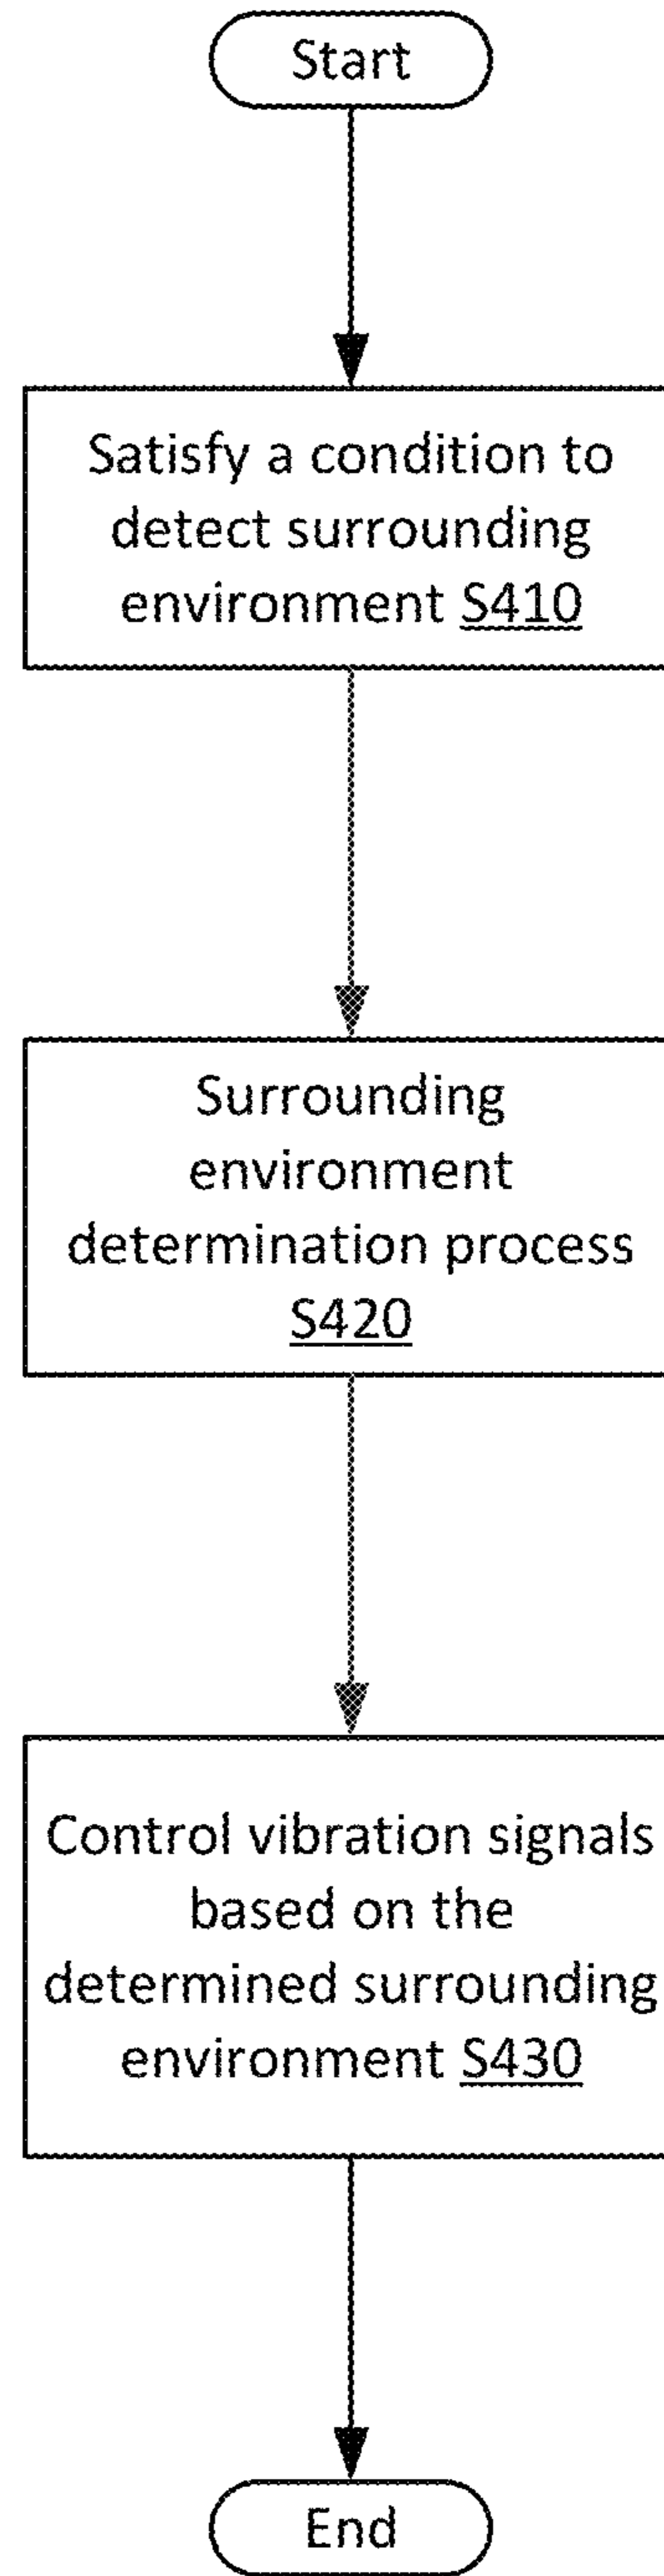 Start
Satisfy a condition to
detect surrounding
environment S410
Surrounding
environment
determination process
S420
Control vibration signals
based on the
determined surrounding
environment S430
End